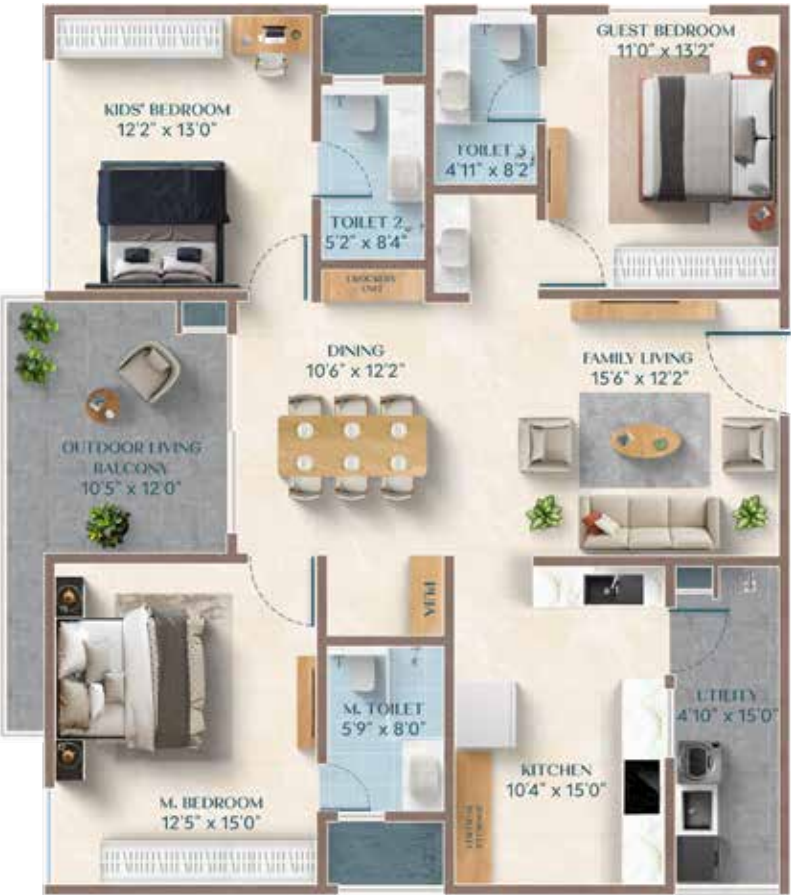 GUEST BEDROOM
11'0" x 13'2"
KIDS' BEDROOM
12'2" x 13'0"
TOILET 3
4'11" x 8'2"
TOILET 2
5'2" x 8'4"
CROCKERY
UNIT
DINING
10'6" x 12'2"
FAMILY LIVING
15'6" x 12'2"
OUTDOOR LIVING
BALCONY
10'5" x 12'0"
PUJA
M. TOILET
5'9" x 8'0"
UTILITY
4'10" x 15'0"
KITCHEN
10'4" x 15'0"
M. BEDROOM
12'5" x 15'0"
STORAGE